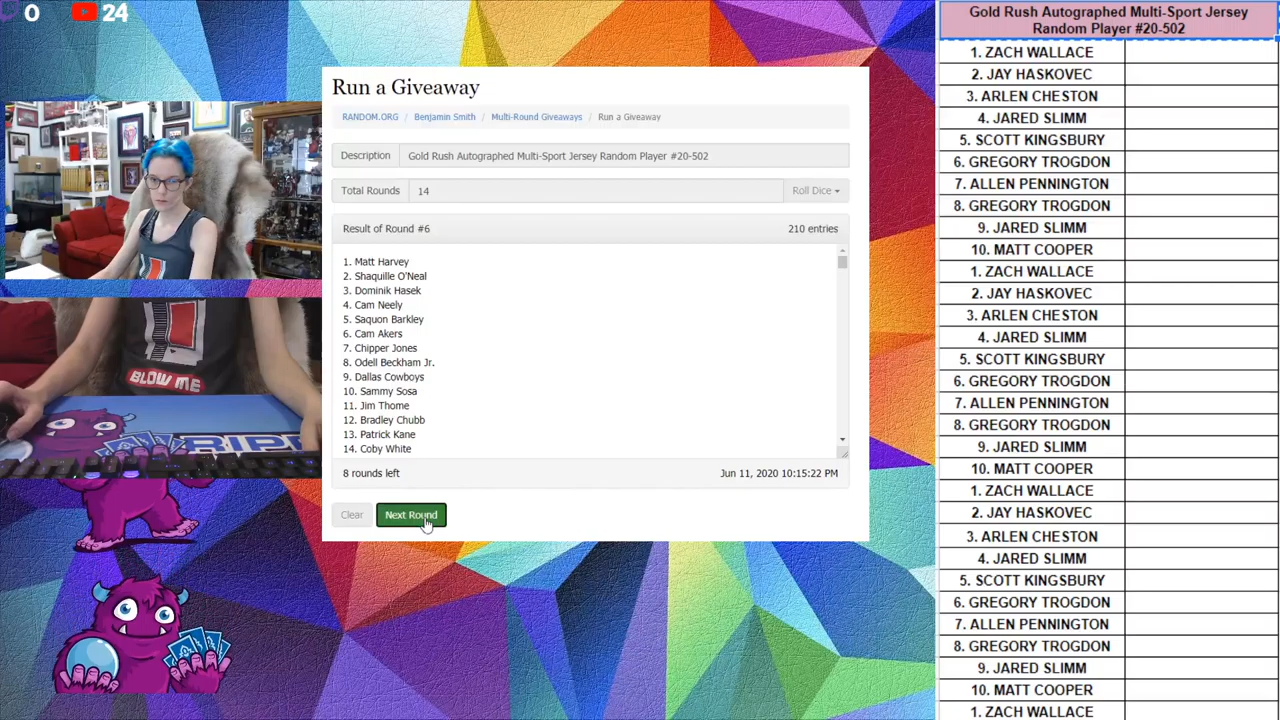 0 24
Run a Giveaway
RANDOM.ORG / Benjamin Smith / Multi-Round Giveaways / Run a Giveaway
Description Gold Rush Autographed Multi-Sport Jersey Random Player #20-502
Total Rounds 14 Roll Dice
Result of Round #6 210 entries
1. Matt Harvey
2. Shaquille O'Neal
3. Dominik Hasek
4. Cam Neely
5. Saquon Barkley
6. Cam Akers
7. Chipper Jones
8. Odell Beckham Jr.
9. Dallas Cowboys
10. Sammy Sosa
11. Jim Thome
12. Bradley Chubb
13. Patrick Kane
14. Coby White
8 rounds left Jun 11, 2020 10:15:22 PM
Clear Next Round
BLOW ME
Gold Rush Autographed Multi-Sport Jersey
Random Player #20-502
1. ZACH WALLACE
2. JAY HASKOVEC
3. ARLEN CHESTON
4. JARED SLIMM
5. SCOTT KINGSBURY
6. GREGORY TROGDON
7. ALLEN PENNINGTON
8. GREGORY TROGDON
9. JARED SLIMM
10. MATT COOPER
1. ZACH WALLACE
2. JAY HASKOVEC
3. ARLEN CHESTON
4. JARED SLIMM
5. SCOTT KINGSBURY
6. GREGORY TROGDON
7. ALLEN PENNINGTON
8. GREGORY TROGDON
9. JARED SLIMM
10. MATT COOPER
1. ZACH WALLACE
2. JAY HASKOVEC
3. ARLEN CHESTON
4. JARED SLIMM
5. SCOTT KINGSBURY
6. GREGORY TROGDON
7. ALLEN PENNINGTON
8. GREGORY TROGDON
9. JARED SLIMM
10. MATT COOPER
1. ZACH WALLACE